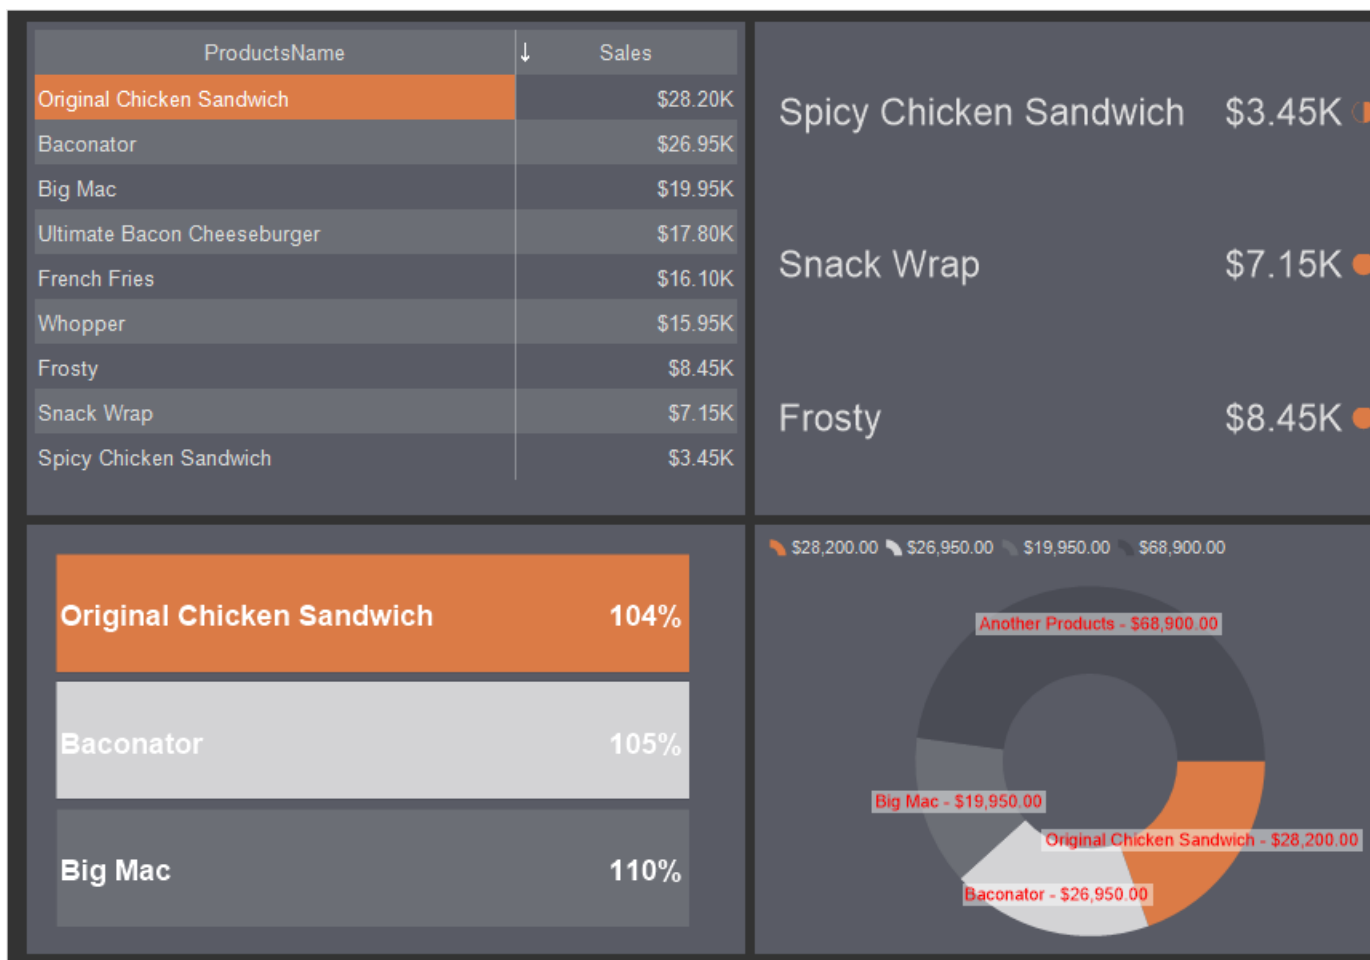 ProductsName ↓ Sales
Original Chicken Sandwich $28.20K
Baconator $26.95K
Big Mac $19.95K
Ultimate Bacon Cheeseburger $17.80K
French Fries $16.10K
Whopper $15.95K
Frosty $8.45K
Snack Wrap $7.15K
Spicy Chicken Sandwich $3.45K
Spicy Chicken Sandwich $3.45K
Snack Wrap $7.15K
Frosty $8.45K
Original Chicken Sandwich 104%
Baconator 105%
Big Mac 110%
$28,200.00 $26,950.00 $19,950.00 $68,900.00
Another Products - $68,900.00
Big Mac - $19,950.00
Original Chicken Sandwich - $28,200.00
Baconator - $26,950.00